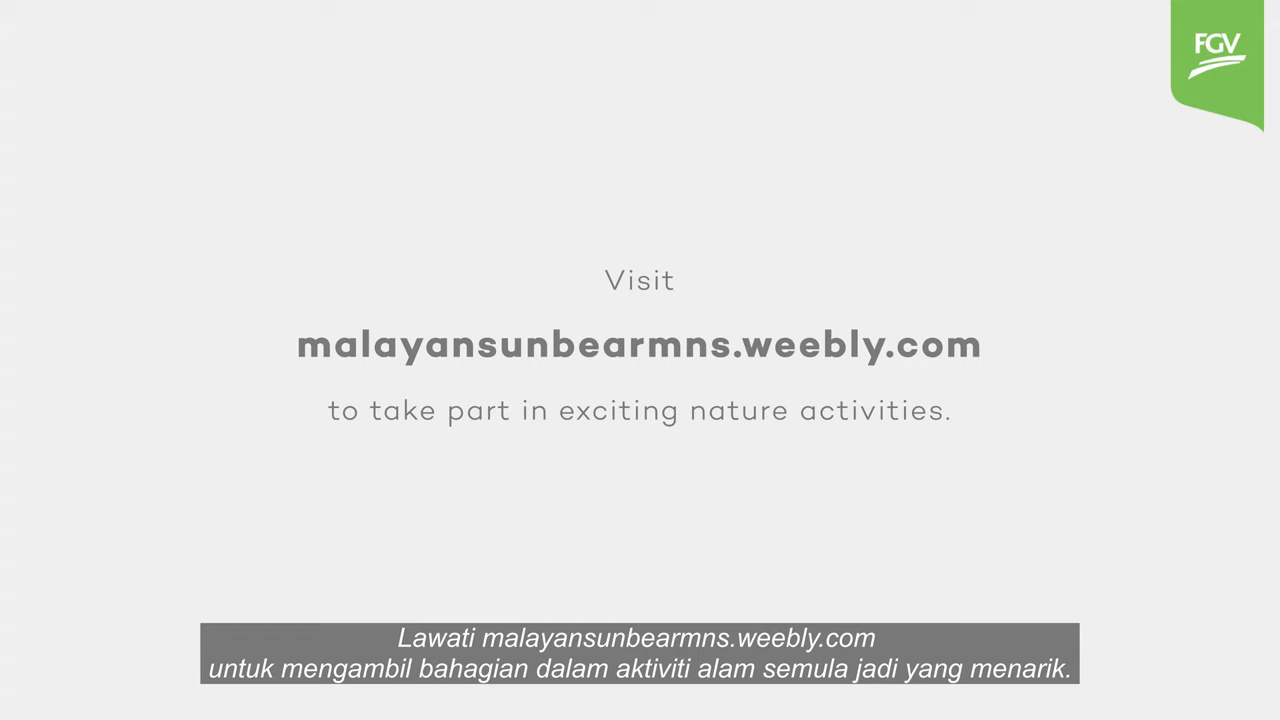 FGV
Visit
malayansunbearmns.weebly.com
to take part in exciting nature activities.
Lawati malayansunbearmns.weebly.com
untuk mengambil bahagian dalam aktiviti alam semula jadi yang menarik.